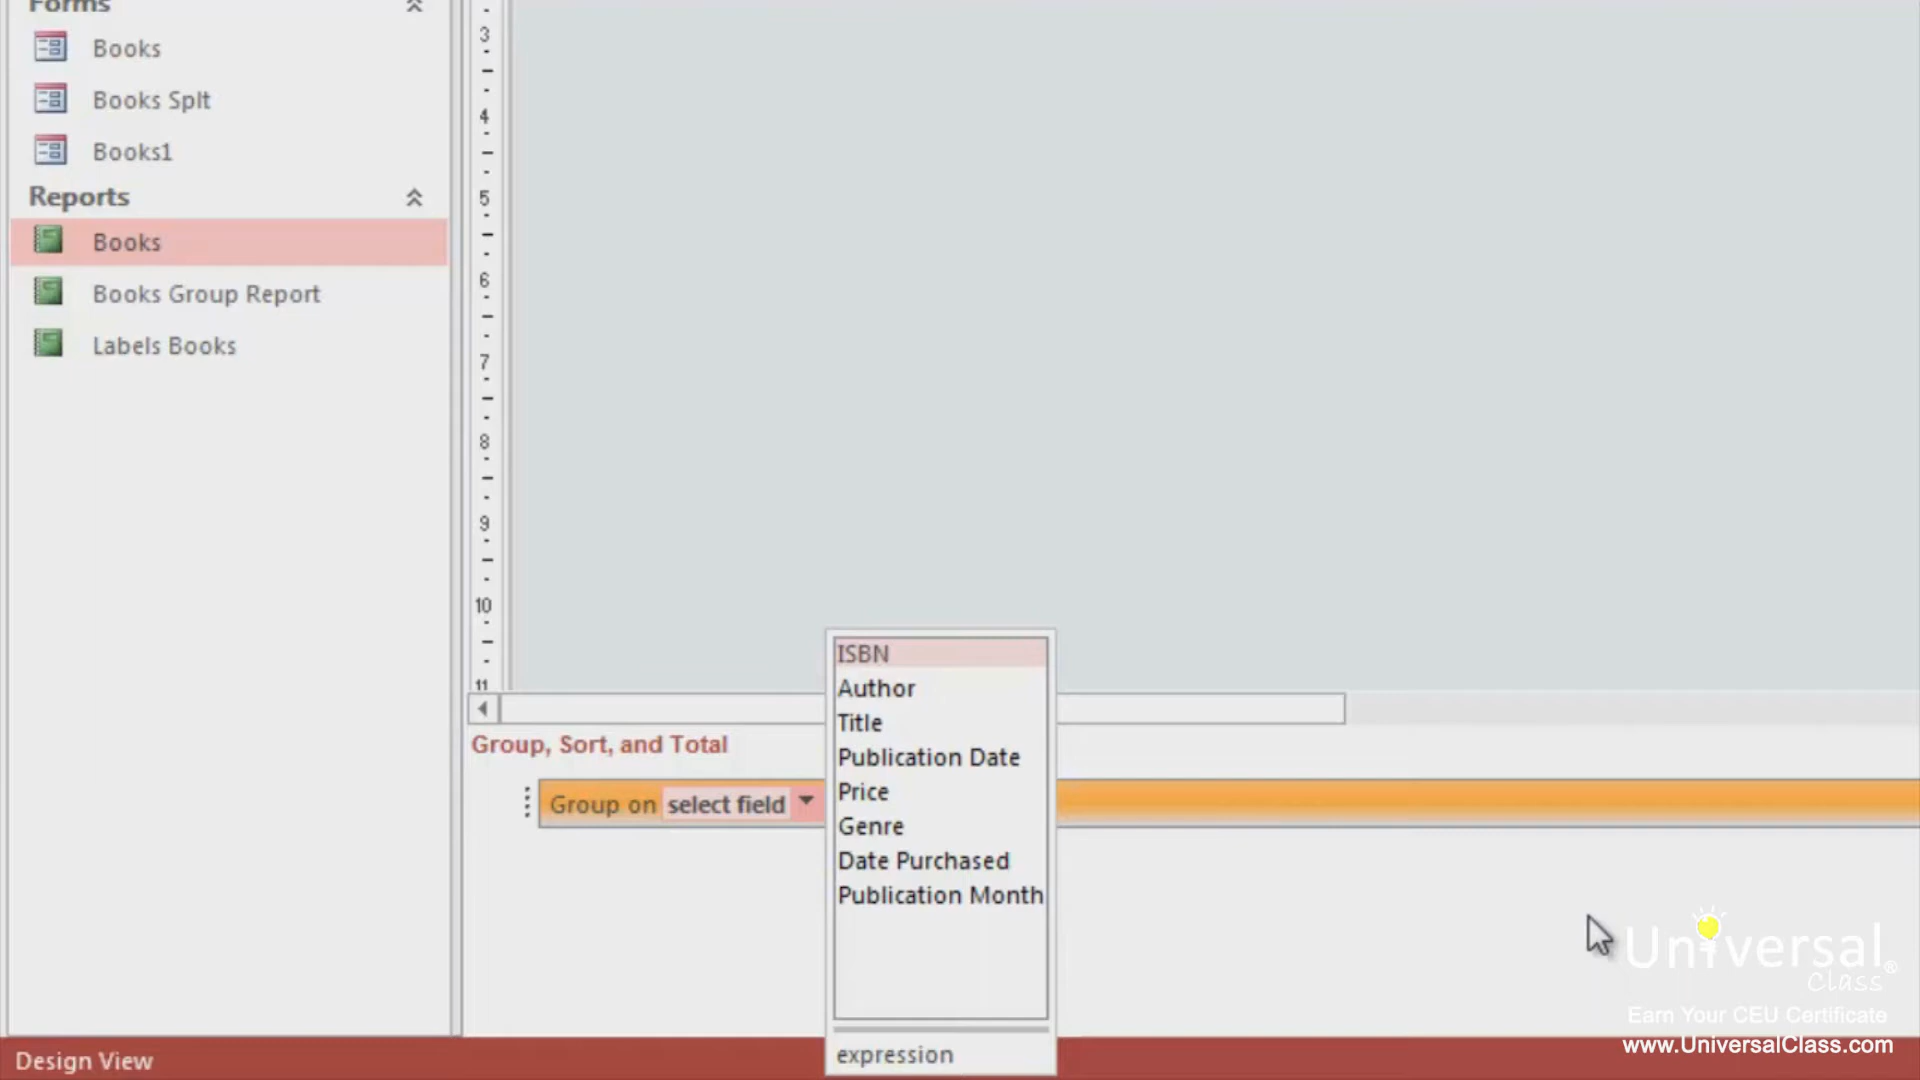 Forms
Books
Books Splt
Books1
Reports
Books
Books Group Report
Labels Books
3
4
5
6
7
8
9
10
11
Group, Sort, and Total
Group on select field
ISBN
Author
Title
Publication Date
Price
Genre
Date Purchased
Publication Month
expression
Design View
Universal
Class®
Earn Your CEU Certificate
www.UniversalClass.com